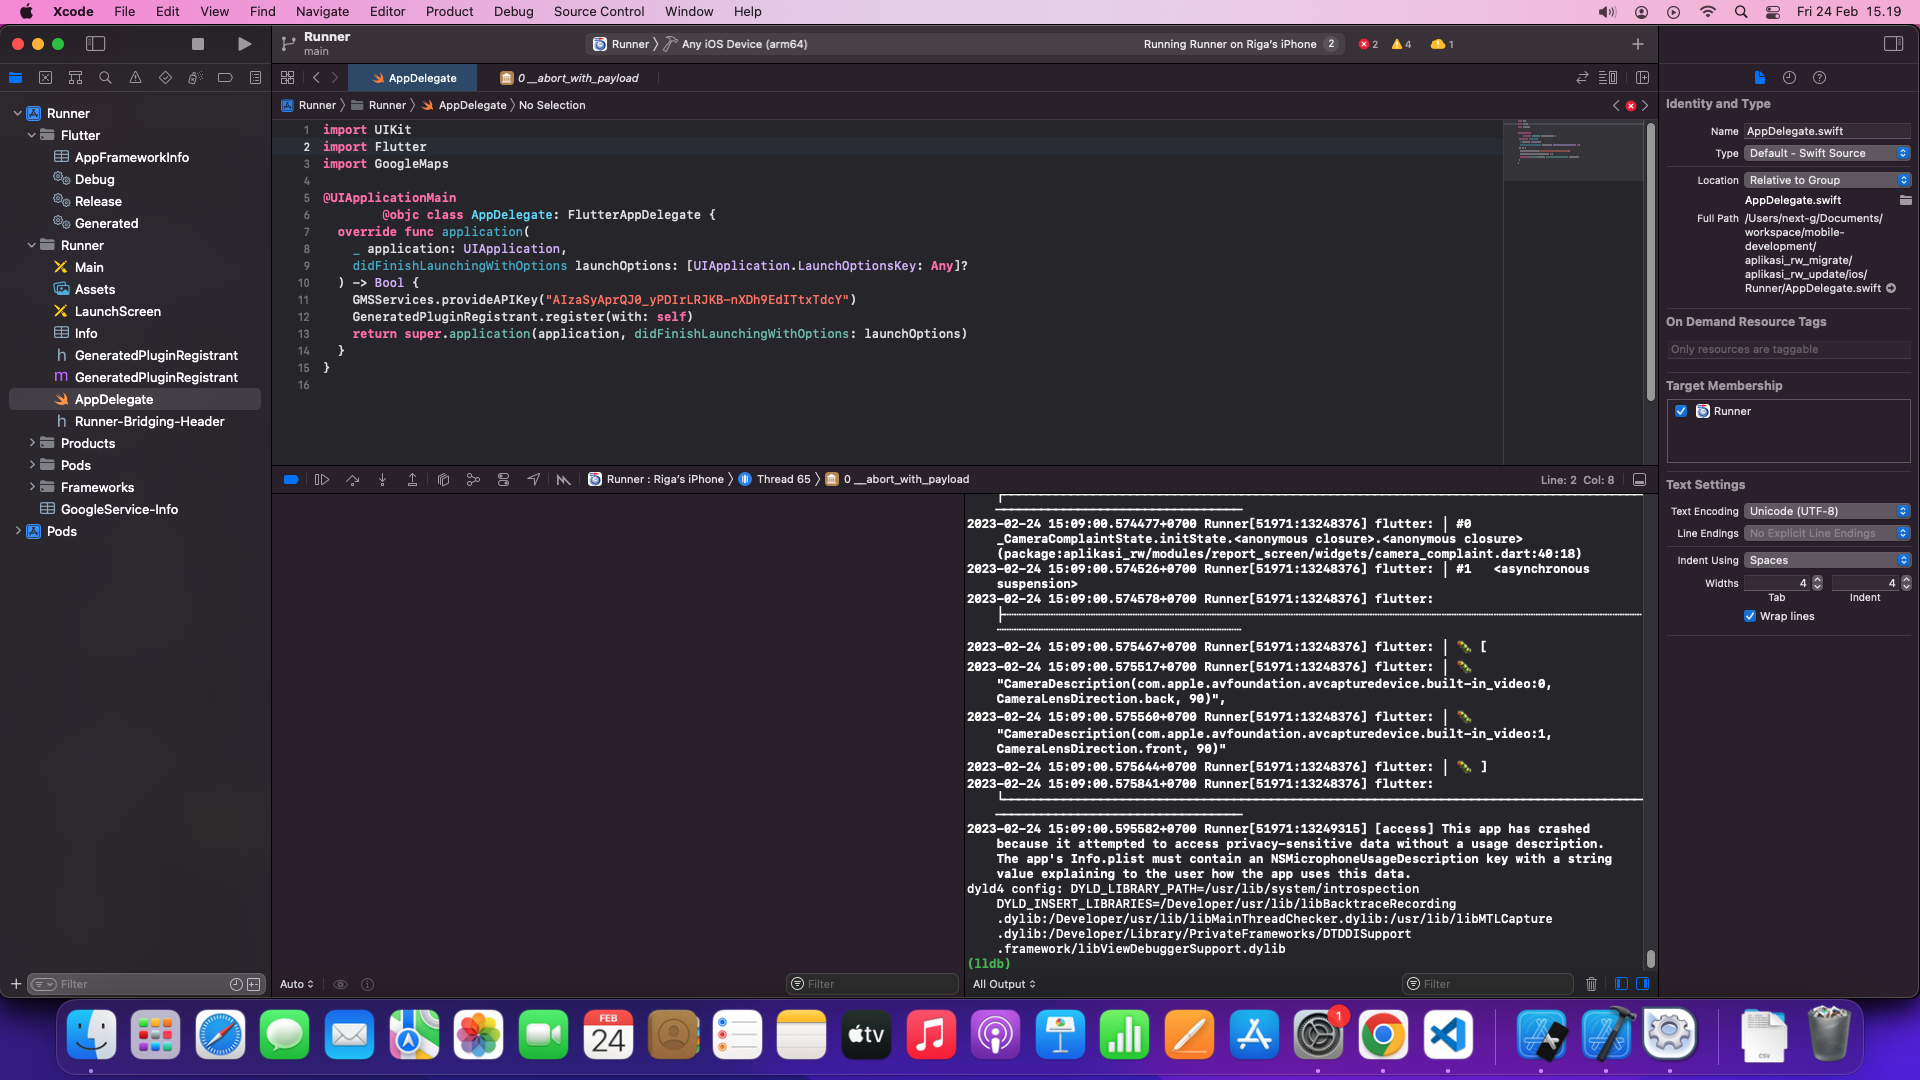 Xcode File Edit View Find Navigate Editor Product Debug Source Control Window Help
Fri 24 Feb 15.19
Runner
main
Runner 〉 Any iOS Device (arm64)
Running Runner on Riga's iPhone 2
2 4 1
AppDelegate
0 __abort_with_payload
Runner 〉 Runner 〉 AppDelegate 〉 No Selection
Runner
Flutter
AppFrameworkInfo
Debug
Release
Generated
Runner
Main
Assets
LaunchScreen
Info
GeneratedPluginRegistrant
GeneratedPluginRegistrant
AppDelegate
Runner-Bridging-Header
Products
Pods
Frameworks
GoogleService-Info
Pods
Filter
1 import UIKit
2 import Flutter
3 import GoogleMaps
4
5 @UIApplicationMain
6 @objc class AppDelegate: FlutterAppDelegate {
7 override func application(
8 _ application: UIApplication,
9 didFinishLaunchingWithOptions launchOptions: [UIApplication.LaunchOptionsKey: Any]?
10 ) -> Bool {
11 GMSServices.provideAPIKey("AIzaSyAprQJ0_yPDIrLRJKB-nXDh9EdITtxTdcY")
12 GeneratedPluginRegistrant.register(with: self)
13 return super.application(application, didFinishLaunchingWithOptions: launchOptions)
14 }
15 }
16
Runner : Riga's iPhone 〉 Thread 65 〉 0 __abort_with_payload
Line: 2 Col: 8
2023-02-24 15:09:00.574477+0700 Runner[51971:13248376] flutter: │ #0
_CameraComplaintState.initState.<anonymous closure>.<anonymous closure>
(package:aplikasi_rw/modules/report_screen/widgets/camera_complaint.dart:40:18)
2023-02-24 15:09:00.574526+0700 Runner[51971:13248376] flutter: │ #1 <asynchronous
suspension>
2023-02-24 15:09:00.574578+0700 Runner[51971:13248376] flutter:
2023-02-24 15:09:00.575467+0700 Runner[51971:13248376] flutter: │ 🐛 [
2023-02-24 15:09:00.575517+0700 Runner[51971:13248376] flutter: │ 🐛
"CameraDescription(com.apple.avfoundation.avcapturedevice.built-in_video:0,
CameraLensDirection.back, 90)",
2023-02-24 15:09:00.575560+0700 Runner[51971:13248376] flutter: │ 🐛
"CameraDescription(com.apple.avfoundation.avcapturedevice.built-in_video:1,
CameraLensDirection.front, 90)"
2023-02-24 15:09:00.575644+0700 Runner[51971:13248376] flutter: │ 🐛 ]
2023-02-24 15:09:00.575841+0700 Runner[51971:13248376] flutter:
2023-02-24 15:09:00.595582+0700 Runner[51971:13249315] [access] This app has crashed
because it attempted to access privacy-sensitive data without a usage description.
The app's Info.plist must contain an NSMicrophoneUsageDescription key with a string
value explaining to the user how the app uses this data.
dyld4 config: DYLD_LIBRARY_PATH=/usr/lib/system/introspection
DYLD_INSERT_LIBRARIES=/Developer/usr/lib/libBacktraceRecording
.dylib:/Developer/usr/lib/libMainThreadChecker.dylib:/usr/lib/libMTLCapture
.dylib:/Developer/Library/PrivateFrameworks/DTDDISupport
.framework/libViewDebuggerSupport.dylib
(lldb)
Auto
Filter
All Output
Filter
Identity and Type
Name AppDelegate.swift
Type Default - Swift Source
Location Relative to Group
AppDelegate.swift
Full Path /Users/next-g/Documents/
workspace/mobile-
development/
aplikasi_rw_migrate/
aplikasi_rw_update/ios/
Runner/AppDelegate.swift
On Demand Resource Tags
Only resources are taggable
Target Membership
Runner
Text Settings
Text Encoding Unicode (UTF-8)
Line Endings No Explicit Line Endings
Indent Using Spaces
Widths 4 4
Tab Indent
Wrap lines
FEB
24
tv
1
CSV